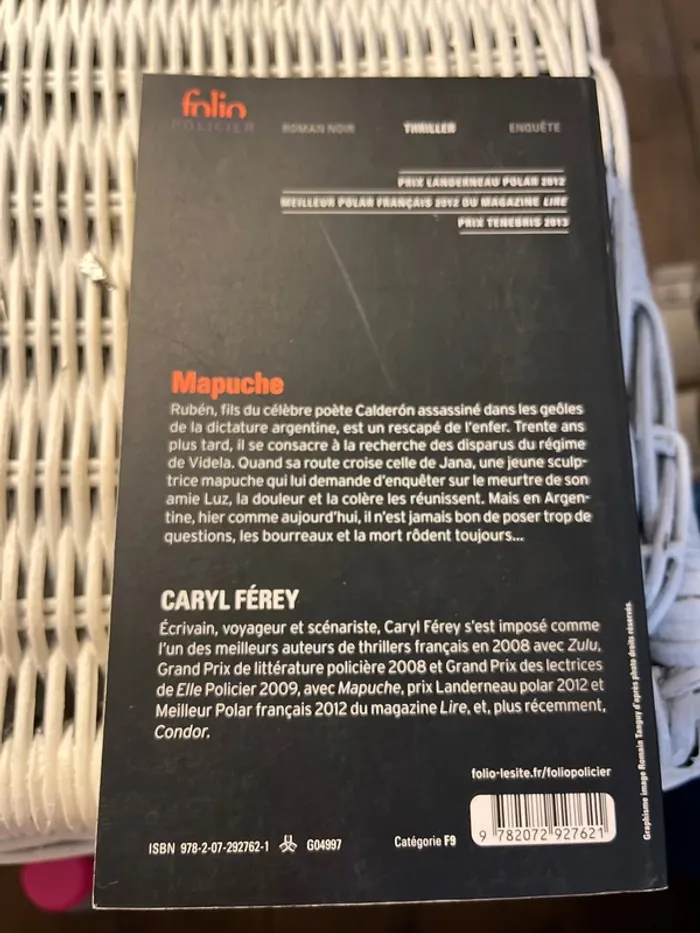 folio
POLICIER ROMAN NOIR THRILLER ENQUÊTE
PRIX LANDERNEAU POLAR 2012
MEILLEUR POLAR FRANÇAIS 2012 DU MAGAZINE LIRE
PRIX TENEBRIS 2013
Mapuche
Rubén, fils du célèbre poète Calderón assassiné dans les geôles
de la dictature argentine, est un rescapé de l'enfer. Trente ans
plus tard, il se consacre à la recherche des disparus du régime
de Videla. Quand sa route croise celle de Jana, une jeune sculp-
trice mapuche qui lui demande d'enquêter sur le meurtre de son
amie Luz, la douleur et la colère les réunissent. Mais en Argen-
tine, hier comme aujourd'hui, il n'est jamais bon de poser trop de
questions, les bourreaux et la mort rôdent toujours...
CARYL FÉREY
Écrivain, voyageur et scénariste, Caryl Férey s'est imposé comme
l'un des meilleurs auteurs de thrillers français en 2008 avec Zulu,
Grand Prix de littérature policière 2008 et Grand Prix des lectrices
de Elle Policier 2009, avec Mapuche, prix Landerneau polar 2012 et
Meilleur Polar français 2012 du magazine Lire, et, plus récemment,
Condor.
folio-lesite.fr/foliopolicier
ISBN 978-2-07-292762-1 G04997 Catégorie F9
9 782072 927621
Graphisme image Romain Tanguy d'après photo droits réservés.